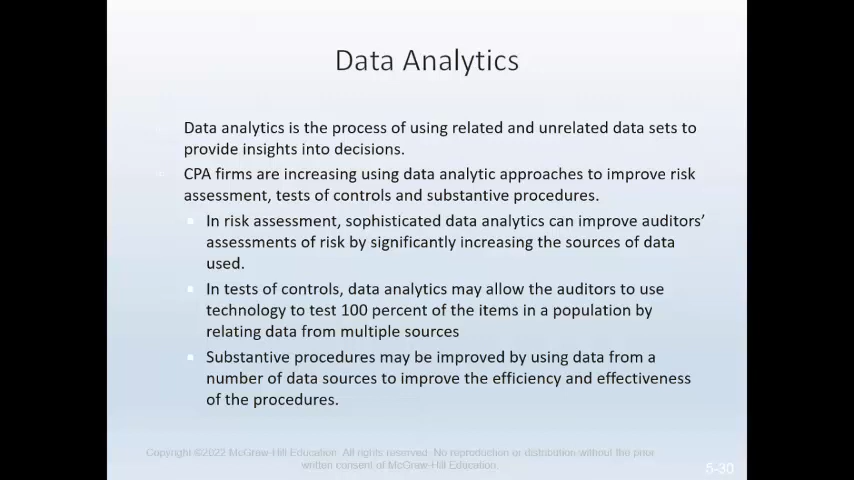 Data Analytics
Data analytics is the process of using related and unrelated data sets to
provide insights into decisions.
CPA firms are increasing using data analytic approaches to improve risk
assessment, tests of controls and substantive procedures.
In risk assessment, sophisticated data analytics can improve auditors’
assessments of risk by significantly increasing the sources of data
used.
In tests of controls, data analytics may allow the auditors to use
technology to test 100 percent of the items in a population by
relating data from multiple sources
Substantive procedures may be improved by using data from a
number of data sources to improve the efficiency and effectiveness
of the procedures.
Copyright ©2022 McGraw-Hill Education. All rights reserved. No reproduction or distribution without the prior
written consent of McGraw-Hill Education.
5-30